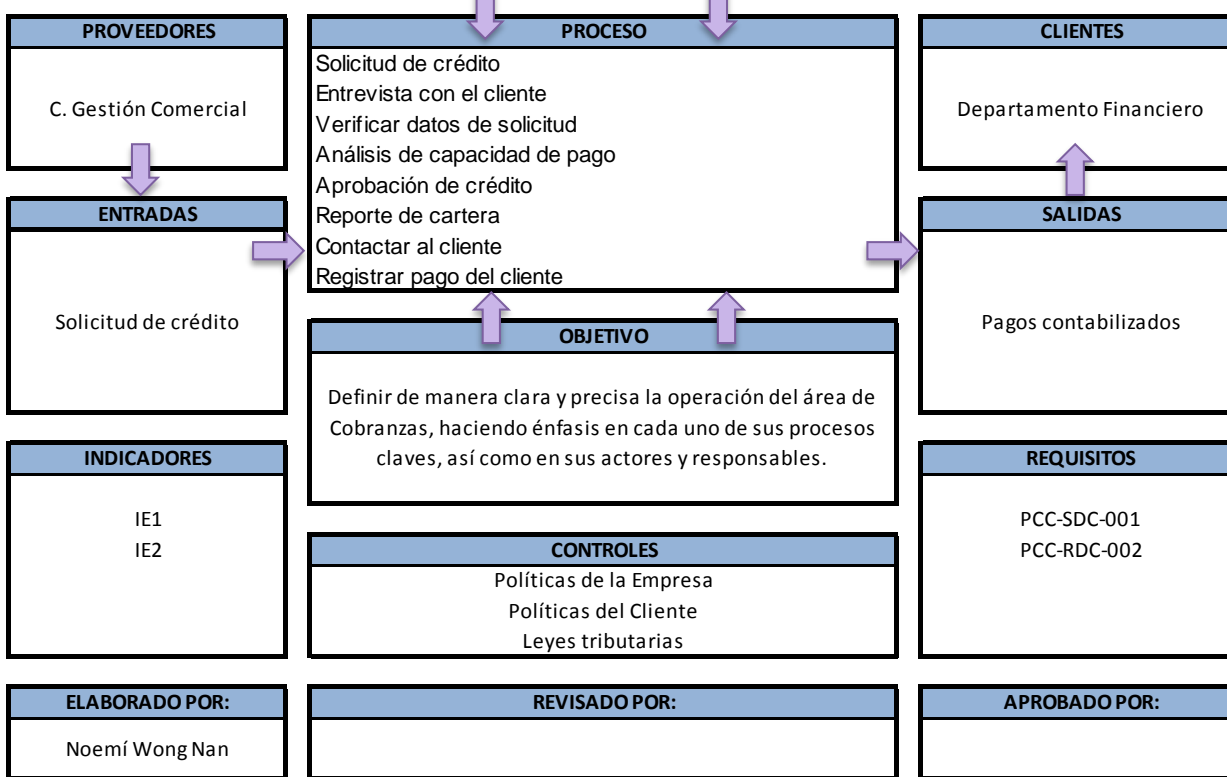 PROVEEDORES
C. Gestión Comercial
ENTRADAS
Solicitud de crédito
INDICADORES
IE1
IE2
ELABORADO POR:
Noemí Wong Nan
PROCESO
Solicitud de crédito
Entrevista con el cliente
Verificar datos de solicitud
Análisis de capacidad de pago
Aprobación de crédito
Reporte de cartera
Contactar al cliente
Registrar pago del cliente
OBJETIVO
Definir de manera clara y precisa la operación del área de
Cobranzas, haciendo énfasis en cada uno de sus procesos
claves, así como en sus actores y responsables.
CONTROLES
Políticas de la Empresa
Políticas del Cliente
Leyes tributarias
REVISADO POR:
CLIENTES
Departamento Financiero
SALIDAS
Pagos contabilizados
REQUISITOS
PCC-SDC-001
PCC-RDC-002
APROBADO POR: